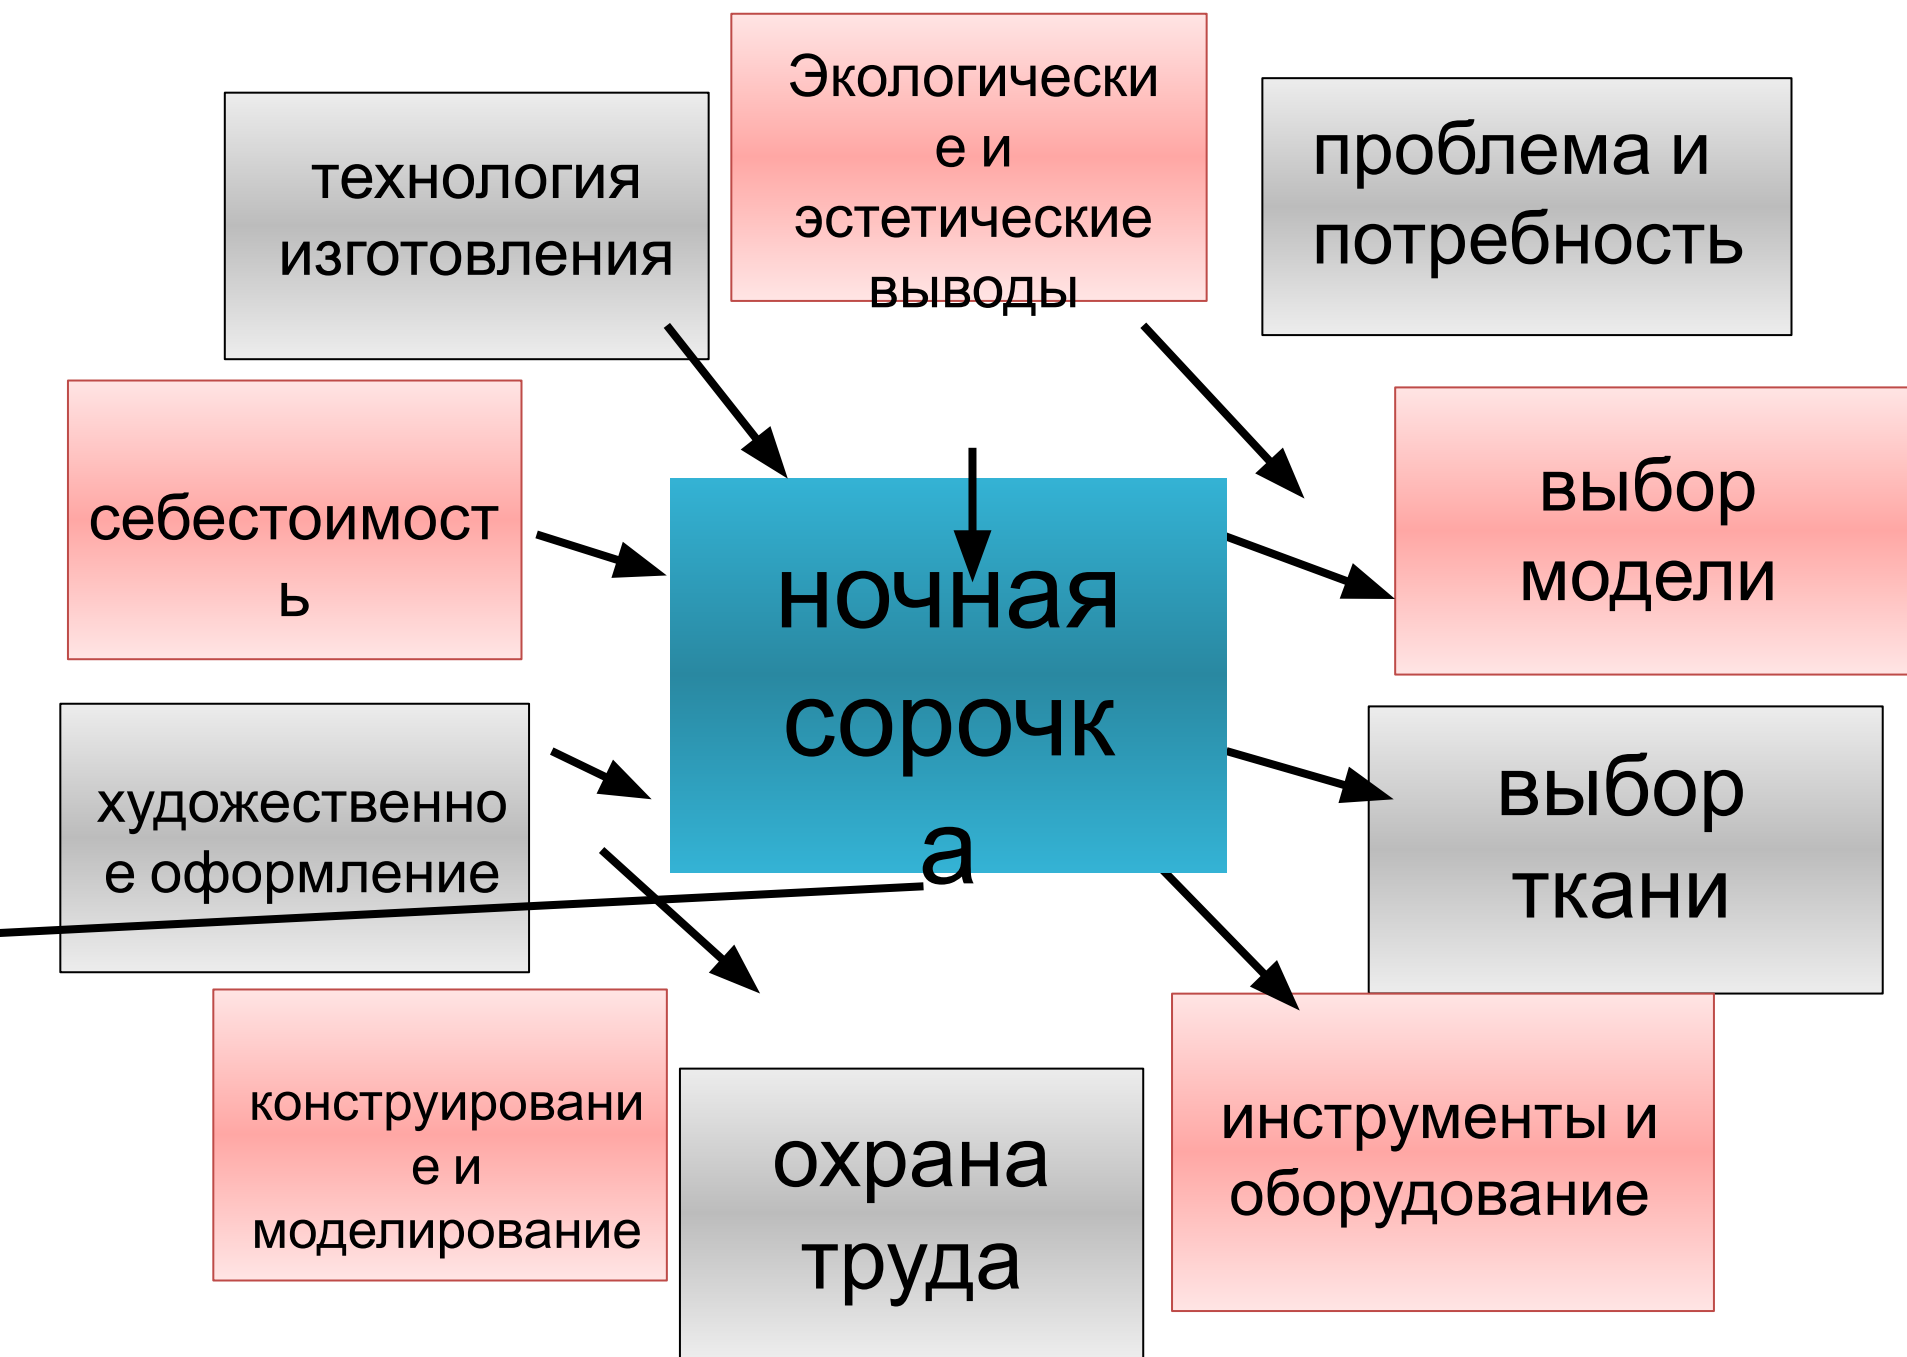 Экологически
е и
эстетические
выводы
проблема и
потребность
технология
изготовления
выбор
модели
себестоимост
ь
ночная
сорочк
а
выбор
ткани
художественно
е оформление
конструировани
е и
моделирование
охрана
труда
инструменты и
оборудование